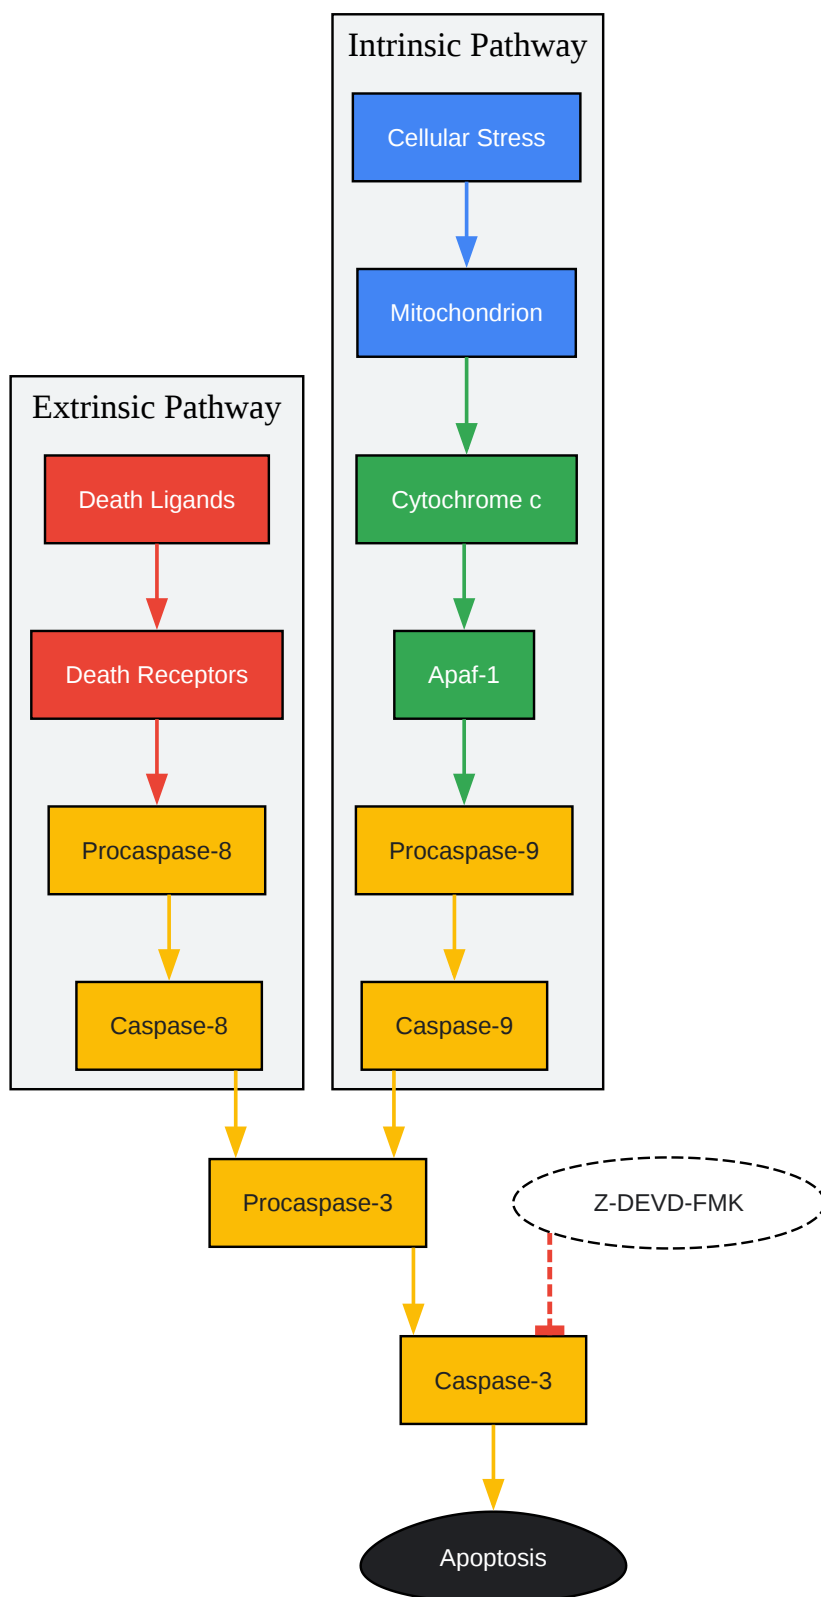 Intrinsic Pathway
Cellular Stress
Mitochondrion
Extrinsic Pathway
Death Ligands
Cytochrome c
Death Receptors
Apaf-1
Procaspase-8
Procaspase-9
Caspase-8
Caspase-9
Procaspase-3
Z-DEVD-FMK
Caspase-3
Apoptosis